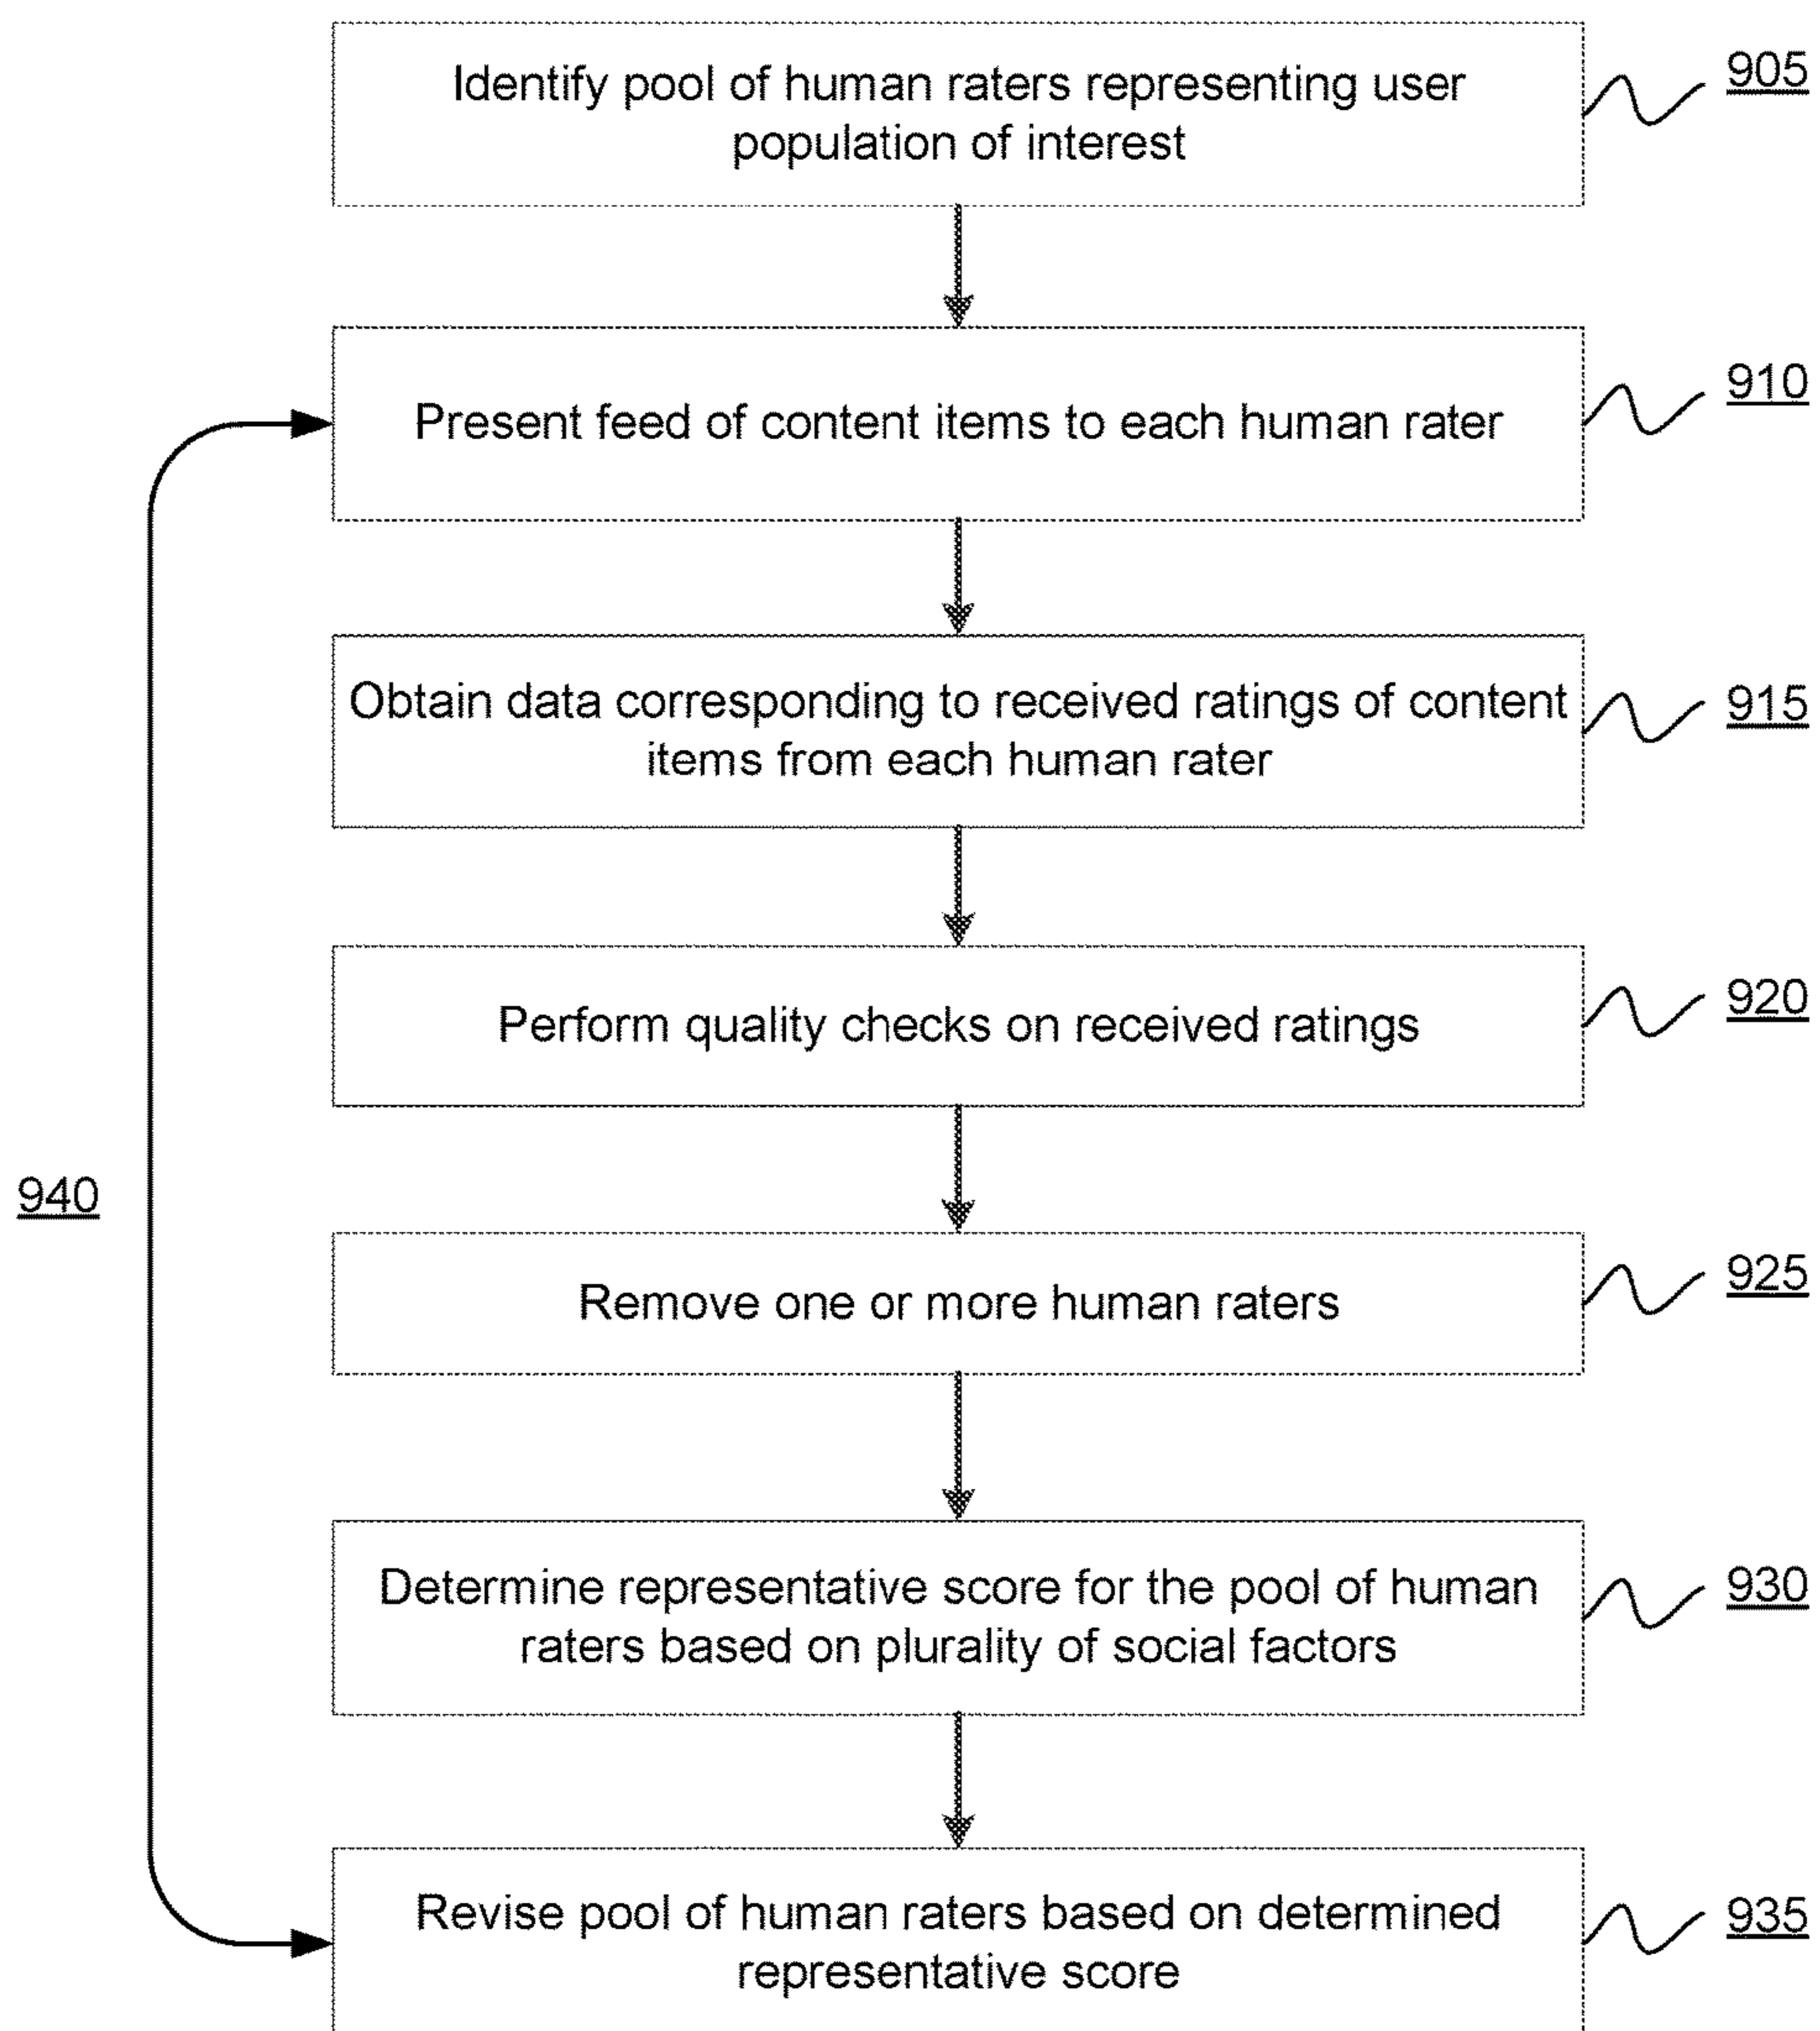 Identify pool of human raters representing user
population of interest
905
Present feed of content items to each human rater
910
Obtain data corresponding to received ratings of content
items from each human rater
915
Perform quality checks on received ratings
920
940
Remove one or more human raters
925
Determine representative score for the pool of human
raters based on plurality of social factors
930
Revise pool of human raters based on determined
representative score
935